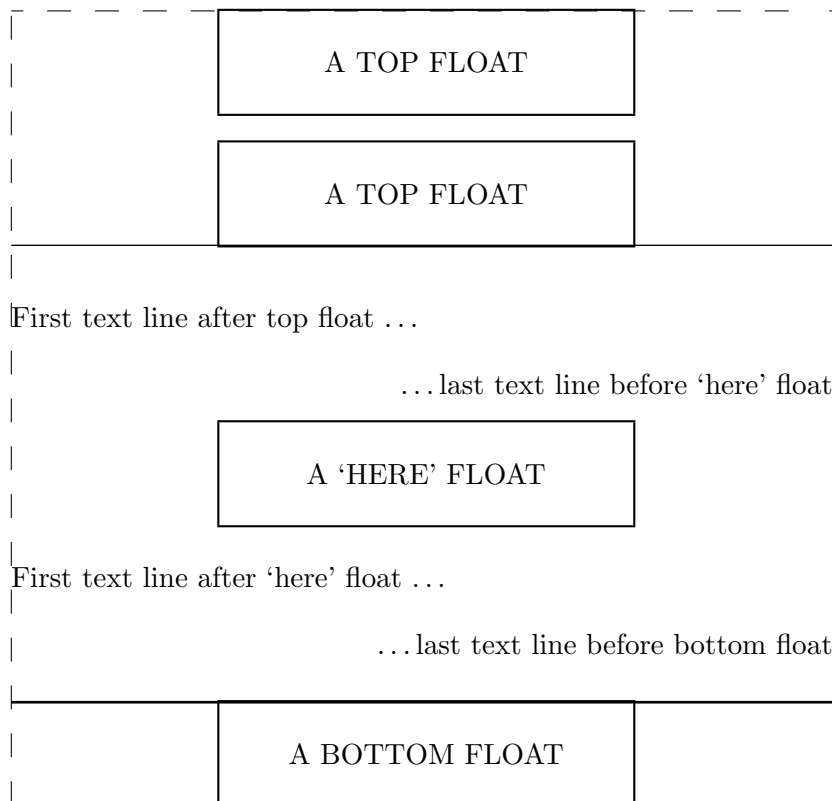 A TOP FLOAT
A TOP FLOAT
First text line after top float …
…last text line before ‘here’ float
A ‘HERE’ FLOAT
First text line after ‘here’ float …
…last text line before bottom float
A BOTTOM FLOAT